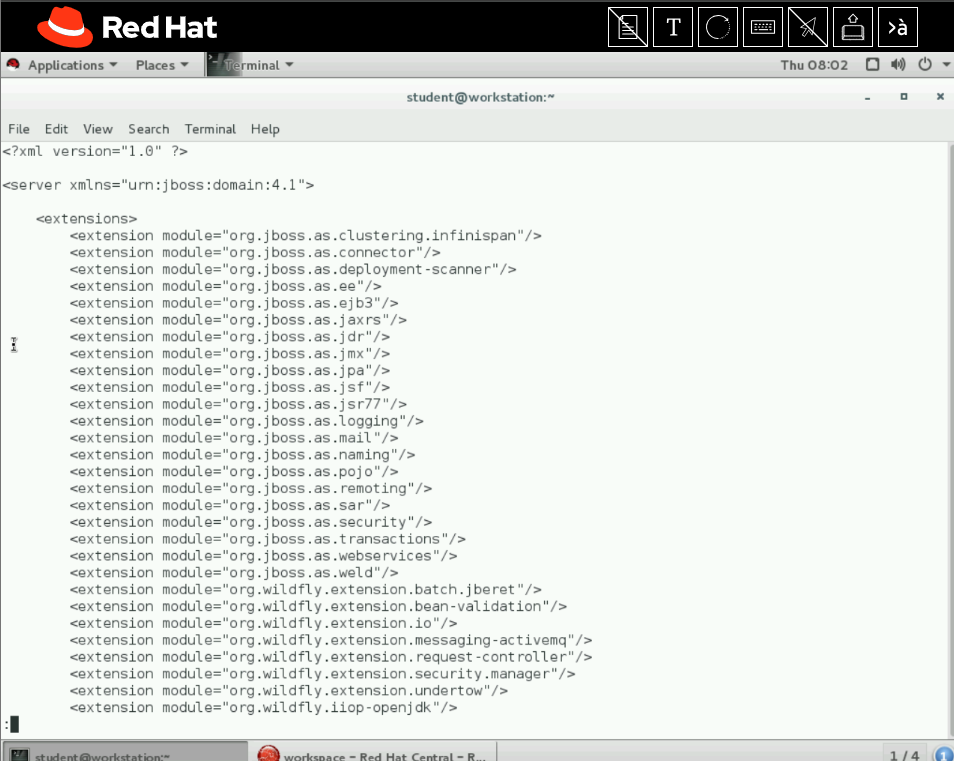 Red Hat
T
>à
Applications Places Terminal Thu 08:02
student@workstation:~
File Edit View Search Terminal Help
<?xml version="1.0" ?>
<server xmlns="urn:jboss:domain:4.1">
<extensions>
<extension module="org.jboss.as.clustering.infinispan"/>
<extension module="org.jboss.as.connector"/>
<extension module="org.jboss.as.deployment-scanner"/>
<extension module="org.jboss.as.ee"/>
<extension module="org.jboss.as.ejb3"/>
<extension module="org.jboss.as.jaxrs"/>
<extension module="org.jboss.as.jdr"/>
<extension module="org.jboss.as.jmx"/>
<extension module="org.jboss.as.jpa"/>
<extension module="org.jboss.as.jsf"/>
<extension module="org.jboss.as.jsr77"/>
<extension module="org.jboss.as.logging"/>
<extension module="org.jboss.as.mail"/>
<extension module="org.jboss.as.naming"/>
<extension module="org.jboss.as.pojo"/>
<extension module="org.jboss.as.remoting"/>
<extension module="org.jboss.as.sar"/>
<extension module="org.jboss.as.security"/>
<extension module="org.jboss.as.transactions"/>
<extension module="org.jboss.as.webservices"/>
<extension module="org.jboss.as.weld"/>
<extension module="org.wildfly.extension.batch.jberet"/>
<extension module="org.wildfly.extension.bean-validation"/>
<extension module="org.wildfly.extension.io"/>
<extension module="org.wildfly.extension.messaging-activemq"/>
<extension module="org.wildfly.extension.request-controller"/>
<extension module="org.wildfly.extension.security.manager"/>
<extension module="org.wildfly.extension.undertow"/>
<extension module="org.wildfly.iiop-openjdk"/>
:
student@workstation:~ workspace - Red Hat Central - R... 1 / 4 1